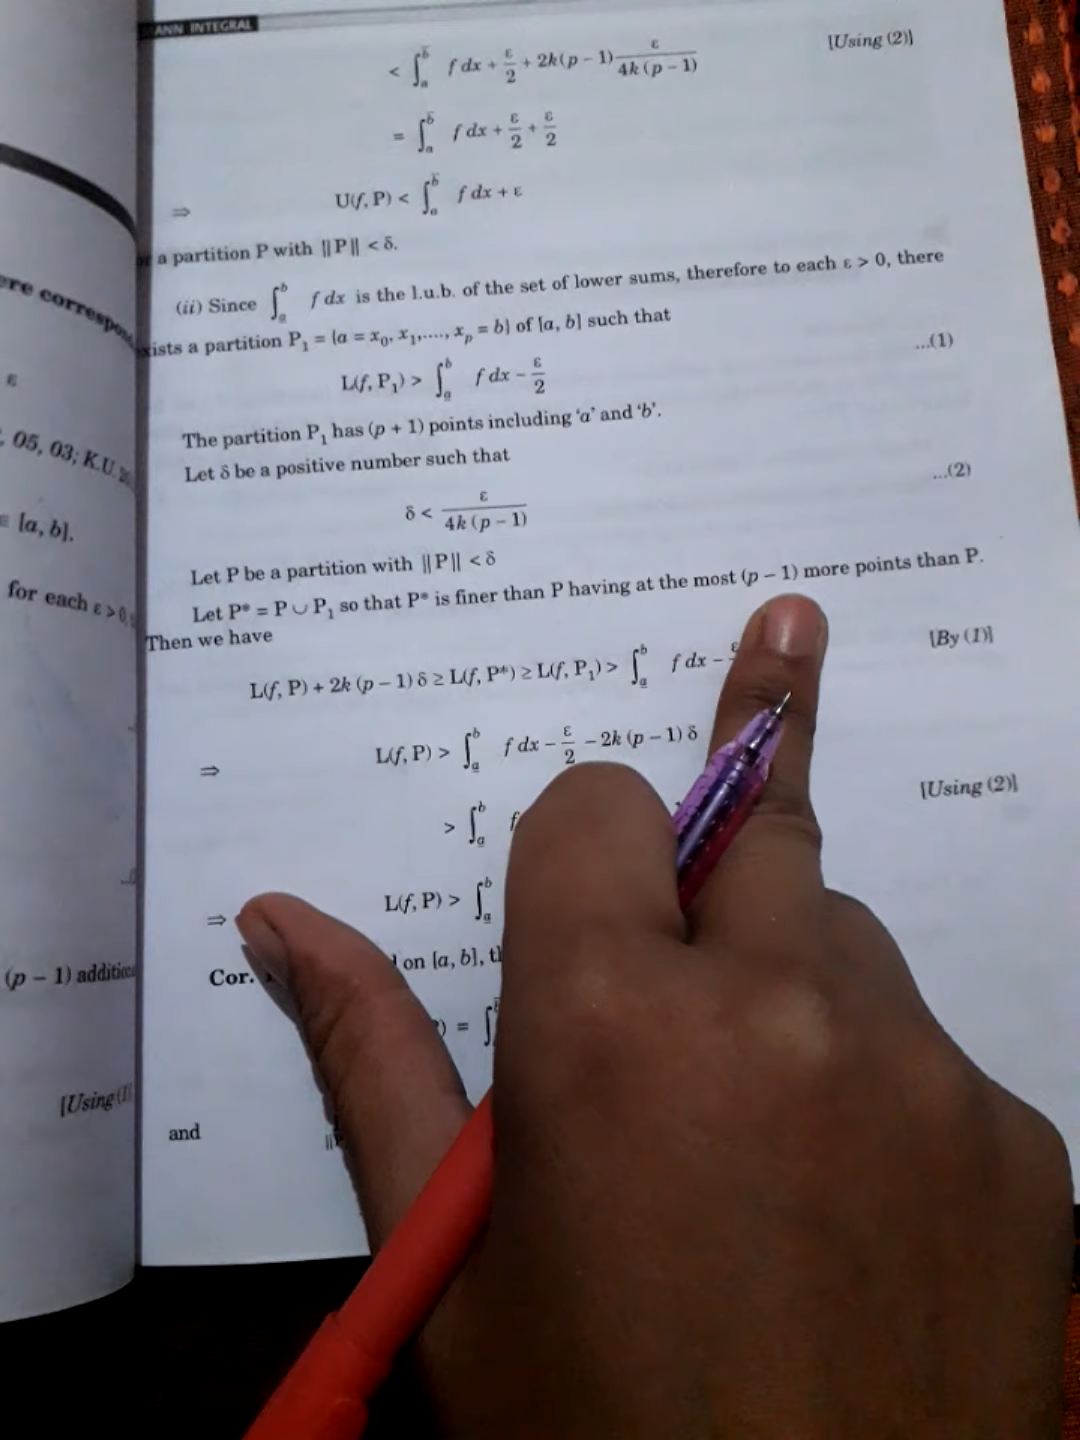 ANN INTEGRAL
< ∫_a^b̄ f dx + ε/2 + 2k(p − 1) ε/(4k (p − 1)) [Using (2)]
= ∫_a^b̄ f dx + ε/2 + ε/2
⇒ U(f, P) < ∫_a^b̄ f dx + ε
a partition P with ||P|| < δ.
(ii) Since ∫_a̲^b f dx is the l.u.b. of the set of lower sums, therefore to each ε > 0, there
xists a partition P₁ = {a = x₀, x₁,....., x_p = b} of [a, b] such that
L(f, P₁) > ∫_a̲^b f dx − ε/2 ...(1)
The partition P₁ has (p + 1) points including ‘a’ and ‘b’.
Let δ be a positive number such that
δ < ε/(4k (p − 1)) ...(2)
Let P be a partition with ||P|| < δ
Let P* = P ∪ P₁ so that P* is finer than P having at the most (p − 1) more points than P.
Then we have
L(f, P) + 2k (p − 1) δ ≥ L(f, P*) ≥ L(f, P₁) > ∫_a̲^b f dx − ε [By (1)]
⇒ L(f, P) > ∫_a̲^b f dx − ε/2 − 2k (p − 1) δ
> ∫_a̲^b f [Using (2)]
⇒ L(f, P) > ∫_a̲^b
Cor. on [a, b],
) = ∫
and
ere correspon
ε
, 05, 03; K.U.
∈ [a, b].
for each ε > 0,
(p − 1) additiona
[Using (1)